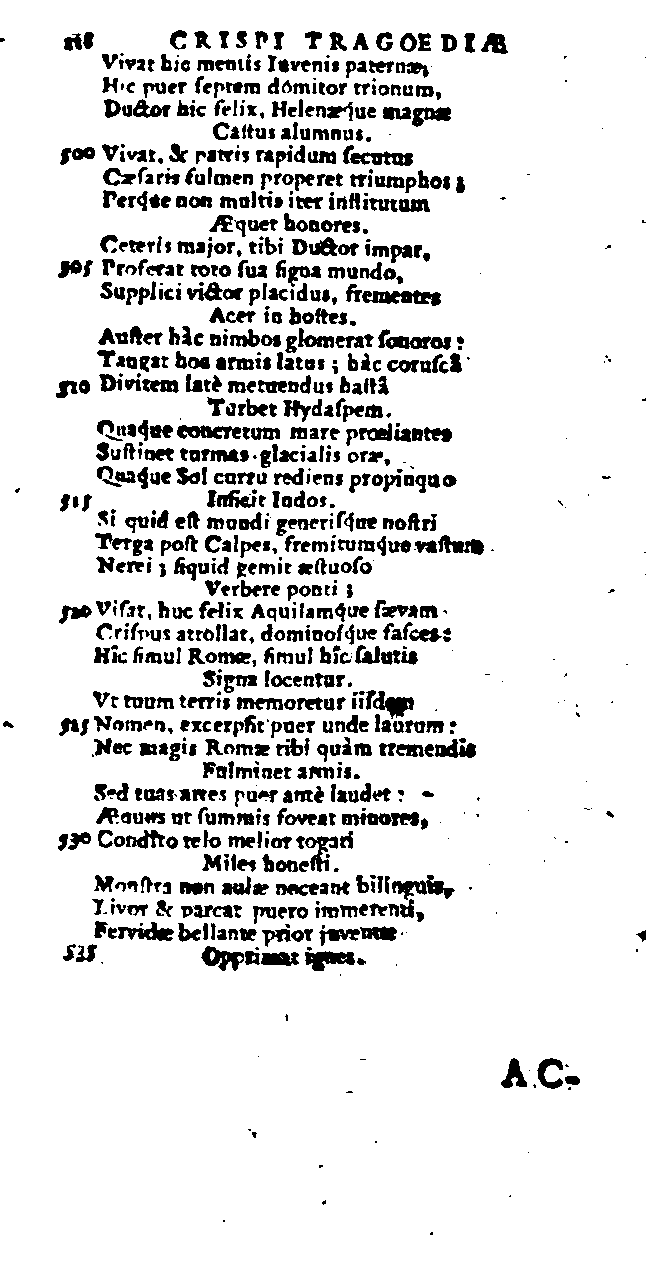 CRISPI TRAGOEDIÆ
Vivat hic mentis Iuvenis paternæ,
Hic puer ſeptem domitor trionum,
Ductor hic felix, Helenæque magnæ
Caſtus alumnus.
500 Vivat, & patris rapidum ſecutus
Cæſaris fulmen properet triumphos;
Perque non multis iter inſtitutum
Æquet honores.
Ceteris major, tibi Ductor impar,
505 Proferat toto ſua ſigna mundo,
Supplici victor placidus, frementes
Acer in hoſtes.
Auſter hàc nimbos glomerat ſonoros:
Tangat hos armis latus; hàc coruſcâ
510 Divitem latè metuendus haſtâ
Turbet Hydaſpem.
Quaque concretum mare prœliantes
Suſtinet turmas glacialis oræ,
Quaque Sol curru rediens propinquo
515 Inficit Indos.
Si quid eſt mundi generiſque noſtri
Terga poſt Calpes, fremitumque vaſtum
Nerei; ſiquid gemit æſtuoſo
Verbere ponti;
520 Viſat, huc felix Aquilamque ſævam
Criſpus attollat, dominoſque faſces:
Hîc ſimul Romæ, ſimul hîc ſalutis
Signa locentur.
Vt tuum terris memoretur iiſdem
525 Nomen, excerpſit puer unde laurum:
Nec magis Romæ tibi quàm tremendis
Fulminet armis.
Sed tuas artes puer antè laudet:
Æquus ut ſummis foveat minores,
530 Condito telo melior togati
Miles honeſti.
Monſtra non aulæ noceant bilinguis,
Livor & parcat puero immerenti,
Fervidæ bellante prior juventæ
535 Opprimat ignes.
AC-